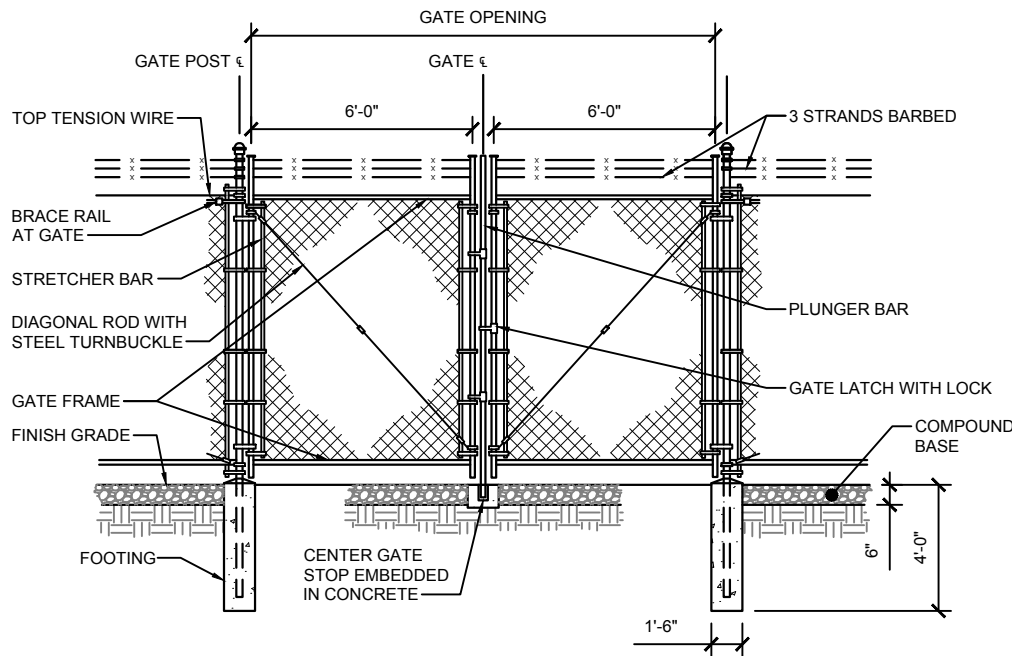 GATE OPENING
GATE POST ℄
GATE ℄
6'-0"
6'-0"
TOP TENSION WIRE
3 STRANDS BARBED
BRACE RAIL
AT GATE
STRETCHER BAR
DIAGONAL ROD WITH
STEEL TURNBUCKLE
PLUNGER BAR
GATE FRAME
GATE LATCH WITH LOCK
FINISH GRADE
COMPOUND
BASE
FOOTING
CENTER GATE
STOP EMBEDDED
IN CONCRETE
6"
4'-0"
1'-6"